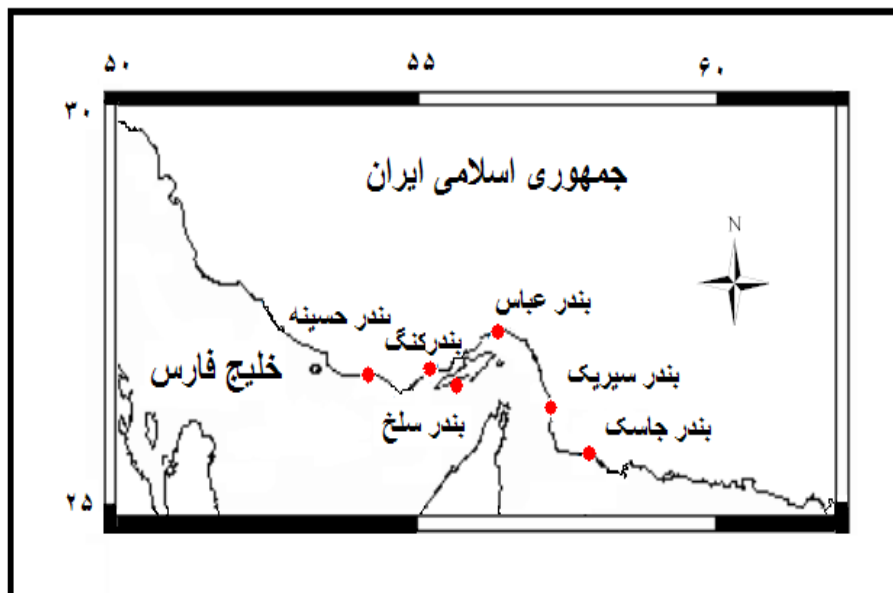 ۵۰ ۵۵ ۶۰
۳۰
جمهوری اسلامی ایران
N
بندر عباس
بندر حسینه
بندرکنگ
خلیج فارس
بندر سیریک
بندر سلخ
بندر جاسک
۲۵